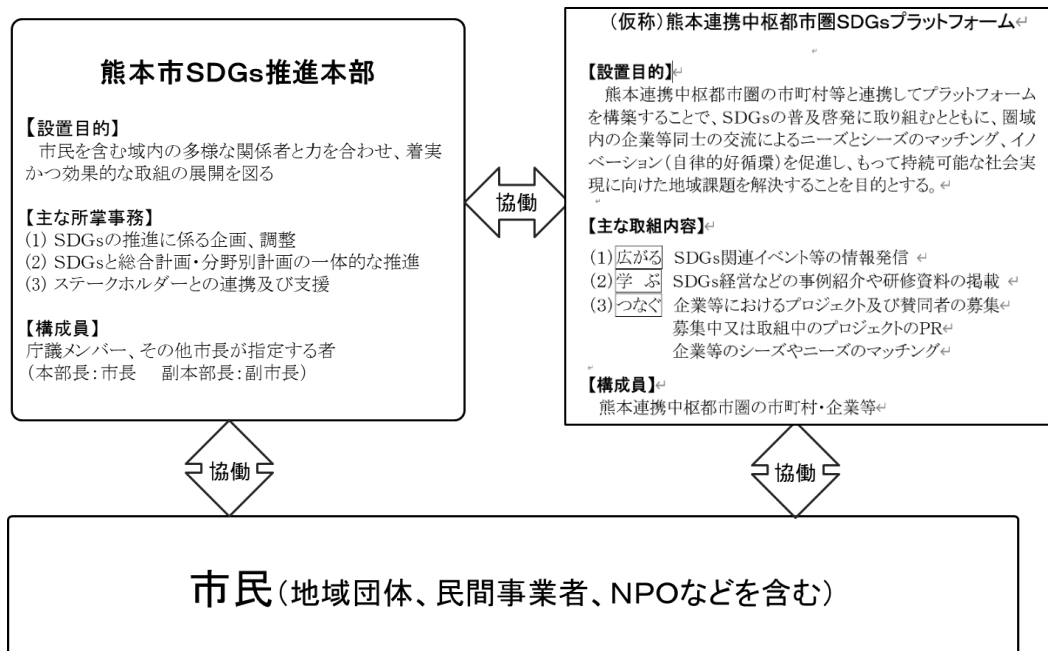 熊本市SDGs推進本部
【設置目的】
市民を含む域内の多様な関係者と力を合わせ、着実
かつ効果的な取組の展開を図る
【主な所掌事務】
(1) SDGsの推進に係る企画、調整
(2) SDGsと総合計画・分野別計画の一体的な推進
(3) ステークホルダーとの連携及び支援
【構成員】
庁議メンバー、その他市長が指定する者
(本部長：市長　副本部長：副市長)
協働
（仮称）熊本連携中枢都市圏SDGsプラットフォーム↵
↵
【設置目的】↵
熊本連携中枢都市圏の市町村等と連携してプラットフォーム
を構築することで、SDGsの普及啓発に取り組むとともに、圏域
内の企業等同士の交流によるニーズとシーズのマッチング、イノ
ベーション（自律的好循環）を促進し、もって持続可能な社会実
現に向けた地域課題を解決することを目的とする。↵
↵
【主な取組内容】↵
(1) 広がる SDGs関連イベント等の情報発信 ↵
(2) 学 ぶ SDGs経営などの事例紹介や研修資料の掲載 ↵
(3) つなぐ 企業等におけるプロジェクト及び賛同者の募集
募集中又は取組中のプロジェクトのPR↵
企業等のシーズやニーズのマッチング↵
↵
【構成員】↵
熊本連携中枢都市圏の市町村・企業等↵
協働
協働
市民（地域団体、民間事業者、NPOなどを含む）